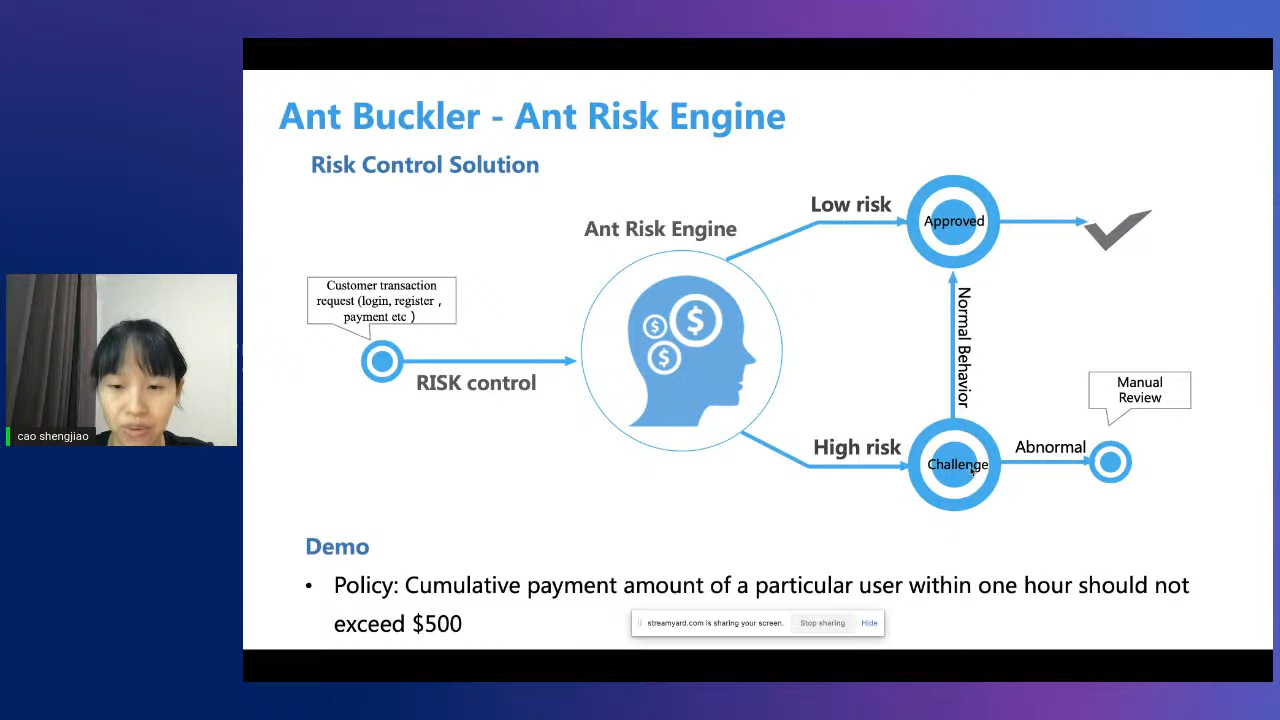 Ant Buckler - Ant Risk Engine
Risk Control Solution
Ant Risk Engine
Low risk
Approved
Customer transaction
request (login, register ,
payment etc )
RISK control
Normal Behavior
Manual
Review
High risk
Challenge
Abnormal
cao shengjiao
Demo
• Policy: Cumulative payment amount of a particular user within one hour should not
exceed $500
streamyard.com is sharing your screen.
Stop sharing
Hide
$
$
$